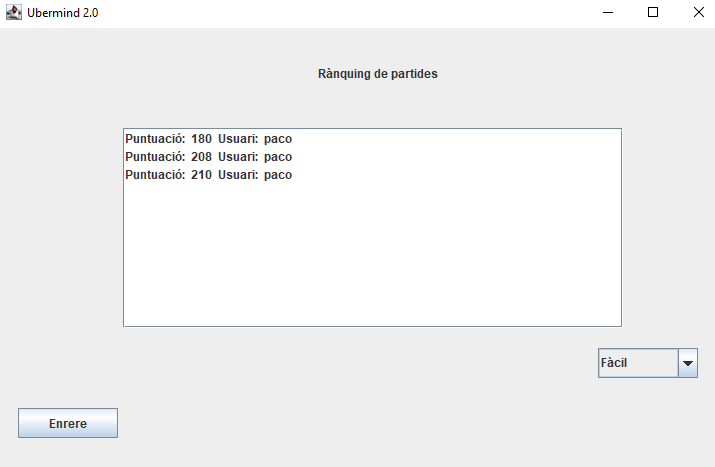 Ubermind 2.0
Rànquing de partides
Puntuació: 180 Usuari: paco
Puntuació: 208 Usuari: paco
Puntuació: 210 Usuari: paco
Fàcil
Enrere